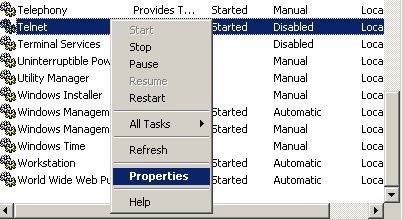 Telephony Provides T... Started Manual Loca
Telnet Started Disabled Loca
Start
Terminal Services Disabled Loca
Stop
Uninterruptible Pow Manual Loca
Pause
Utility Manager Manual Loca
Resume
Windows Installer Manual Loca
Restart
Windows Managem Started Automatic Loca
All Tasks
Windows Managem Started Manual Loca
Windows Time Manual Loca
Refresh
Workstation Started Automatic Loca
Properties
World Wide Web Pu Started Automatic Loca
Help